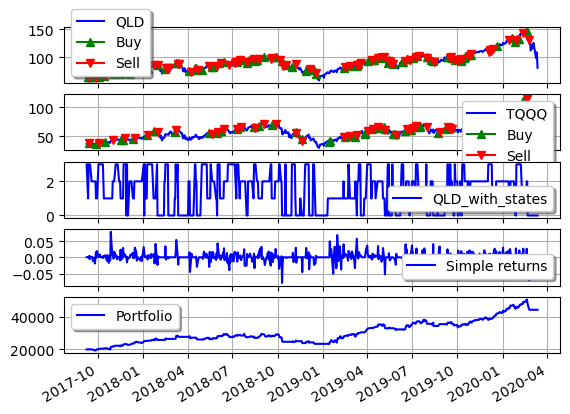 150
100
QLD
Buy
Sell
100
50
TQQQ
Buy
Sell
2
0
QLD_with_states
0.05
0.00
−0.05
Simple returns
40000
20000
Portfolio
2017-10
2018-01
2018-04
2018-07
2018-10
2019-01
2019-04
2019-07
2019-10
2020-01
2020-04